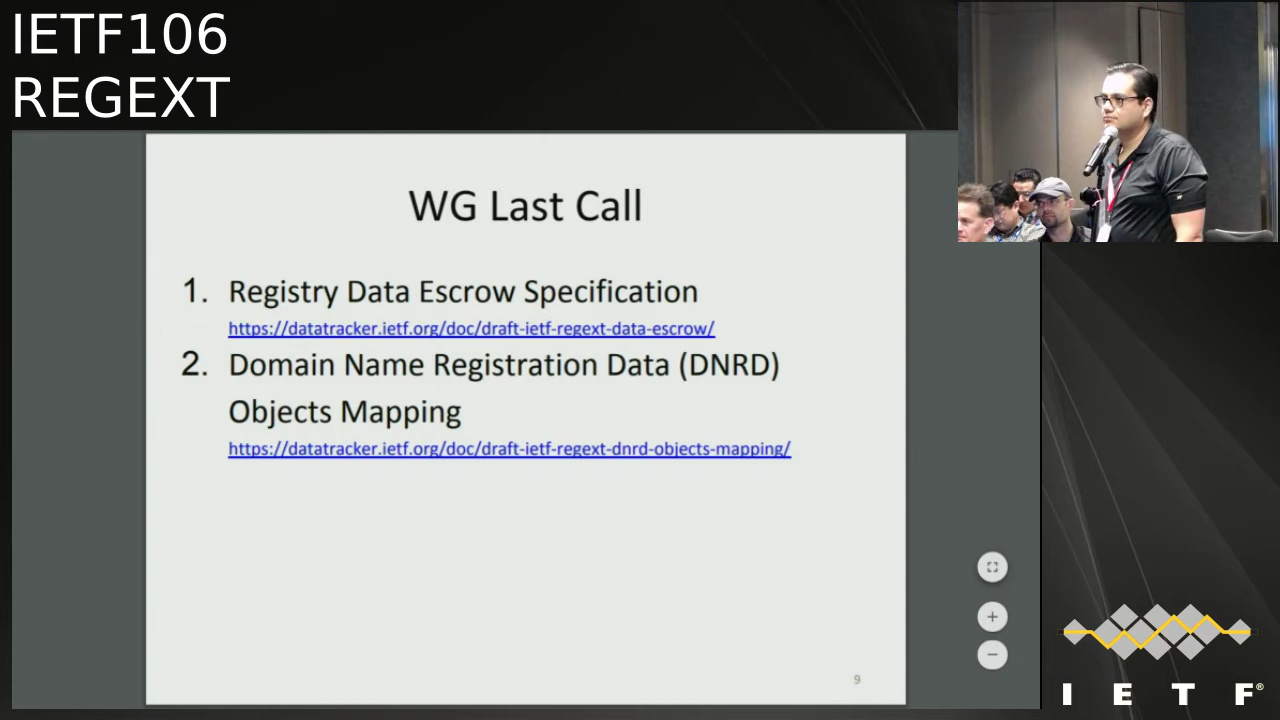 IETF106
REGEXT
WG Last Call
1. Registry Data Escrow Specification
https://datatracker.ietf.org/doc/draft-ietf-regext-data-escrow/
2. Domain Name Registration Data (DNRD)
Objects Mapping
https://datatracker.ietf.org/doc/draft-ietf-regext-dnrd-objects-mapping/
9
I E T F®